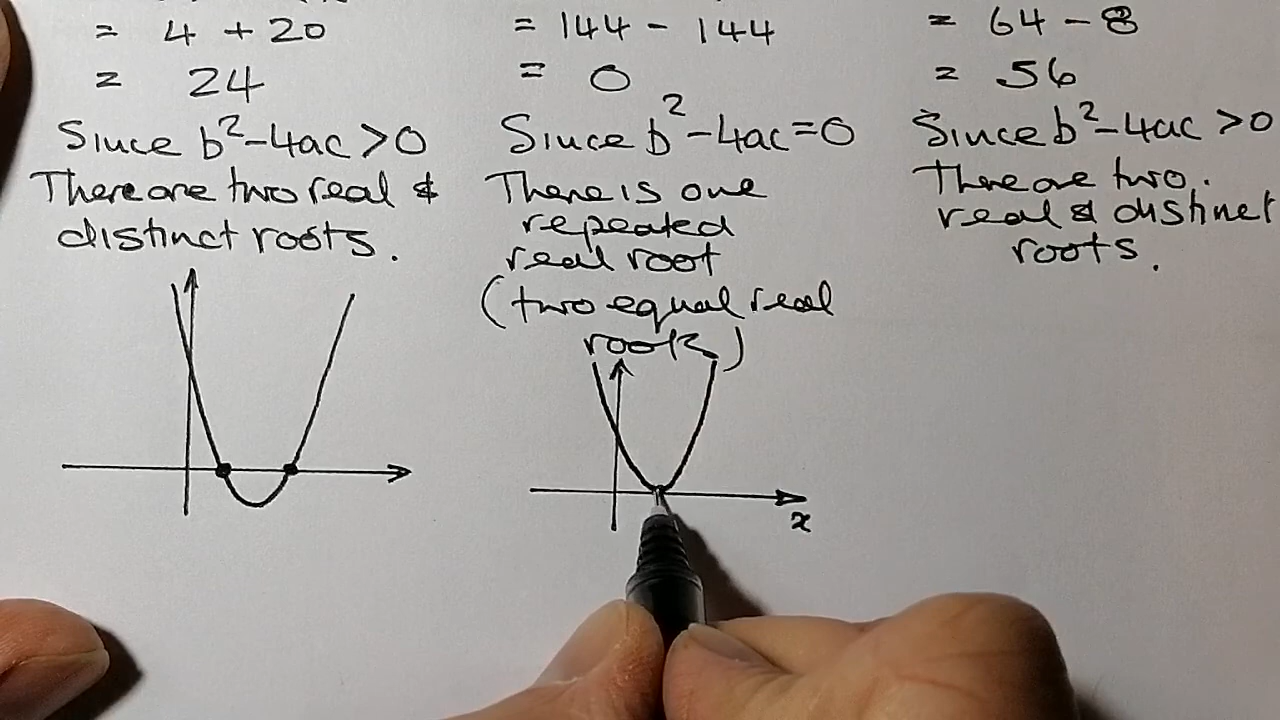 = 4 + 20
= 24
Since b²-4ac>0
There are two real &
distinct roots.
= 144 - 144
= 0
Since b²-4ac=0
There is one
repeated
real root
(two equal real
roots)
x
= 64 - 8
= 56
Since b²-4ac >0
There are two.
real & distinct
roots.